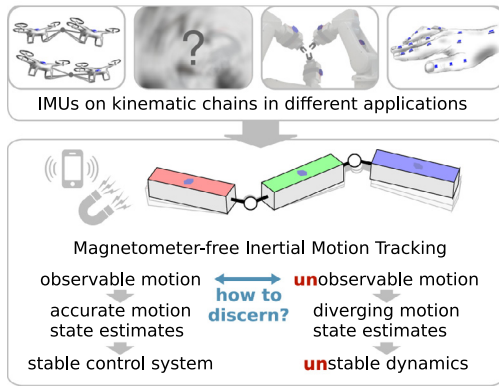 ?
IMUs on kinematic chains in different applications
Magnetometer-free Inertial Motion Tracking
observable motion
how to
discern?
unobservable motion
accurate motion
state estimates
diverging motion
state estimates
stable control system
unstable dynamics